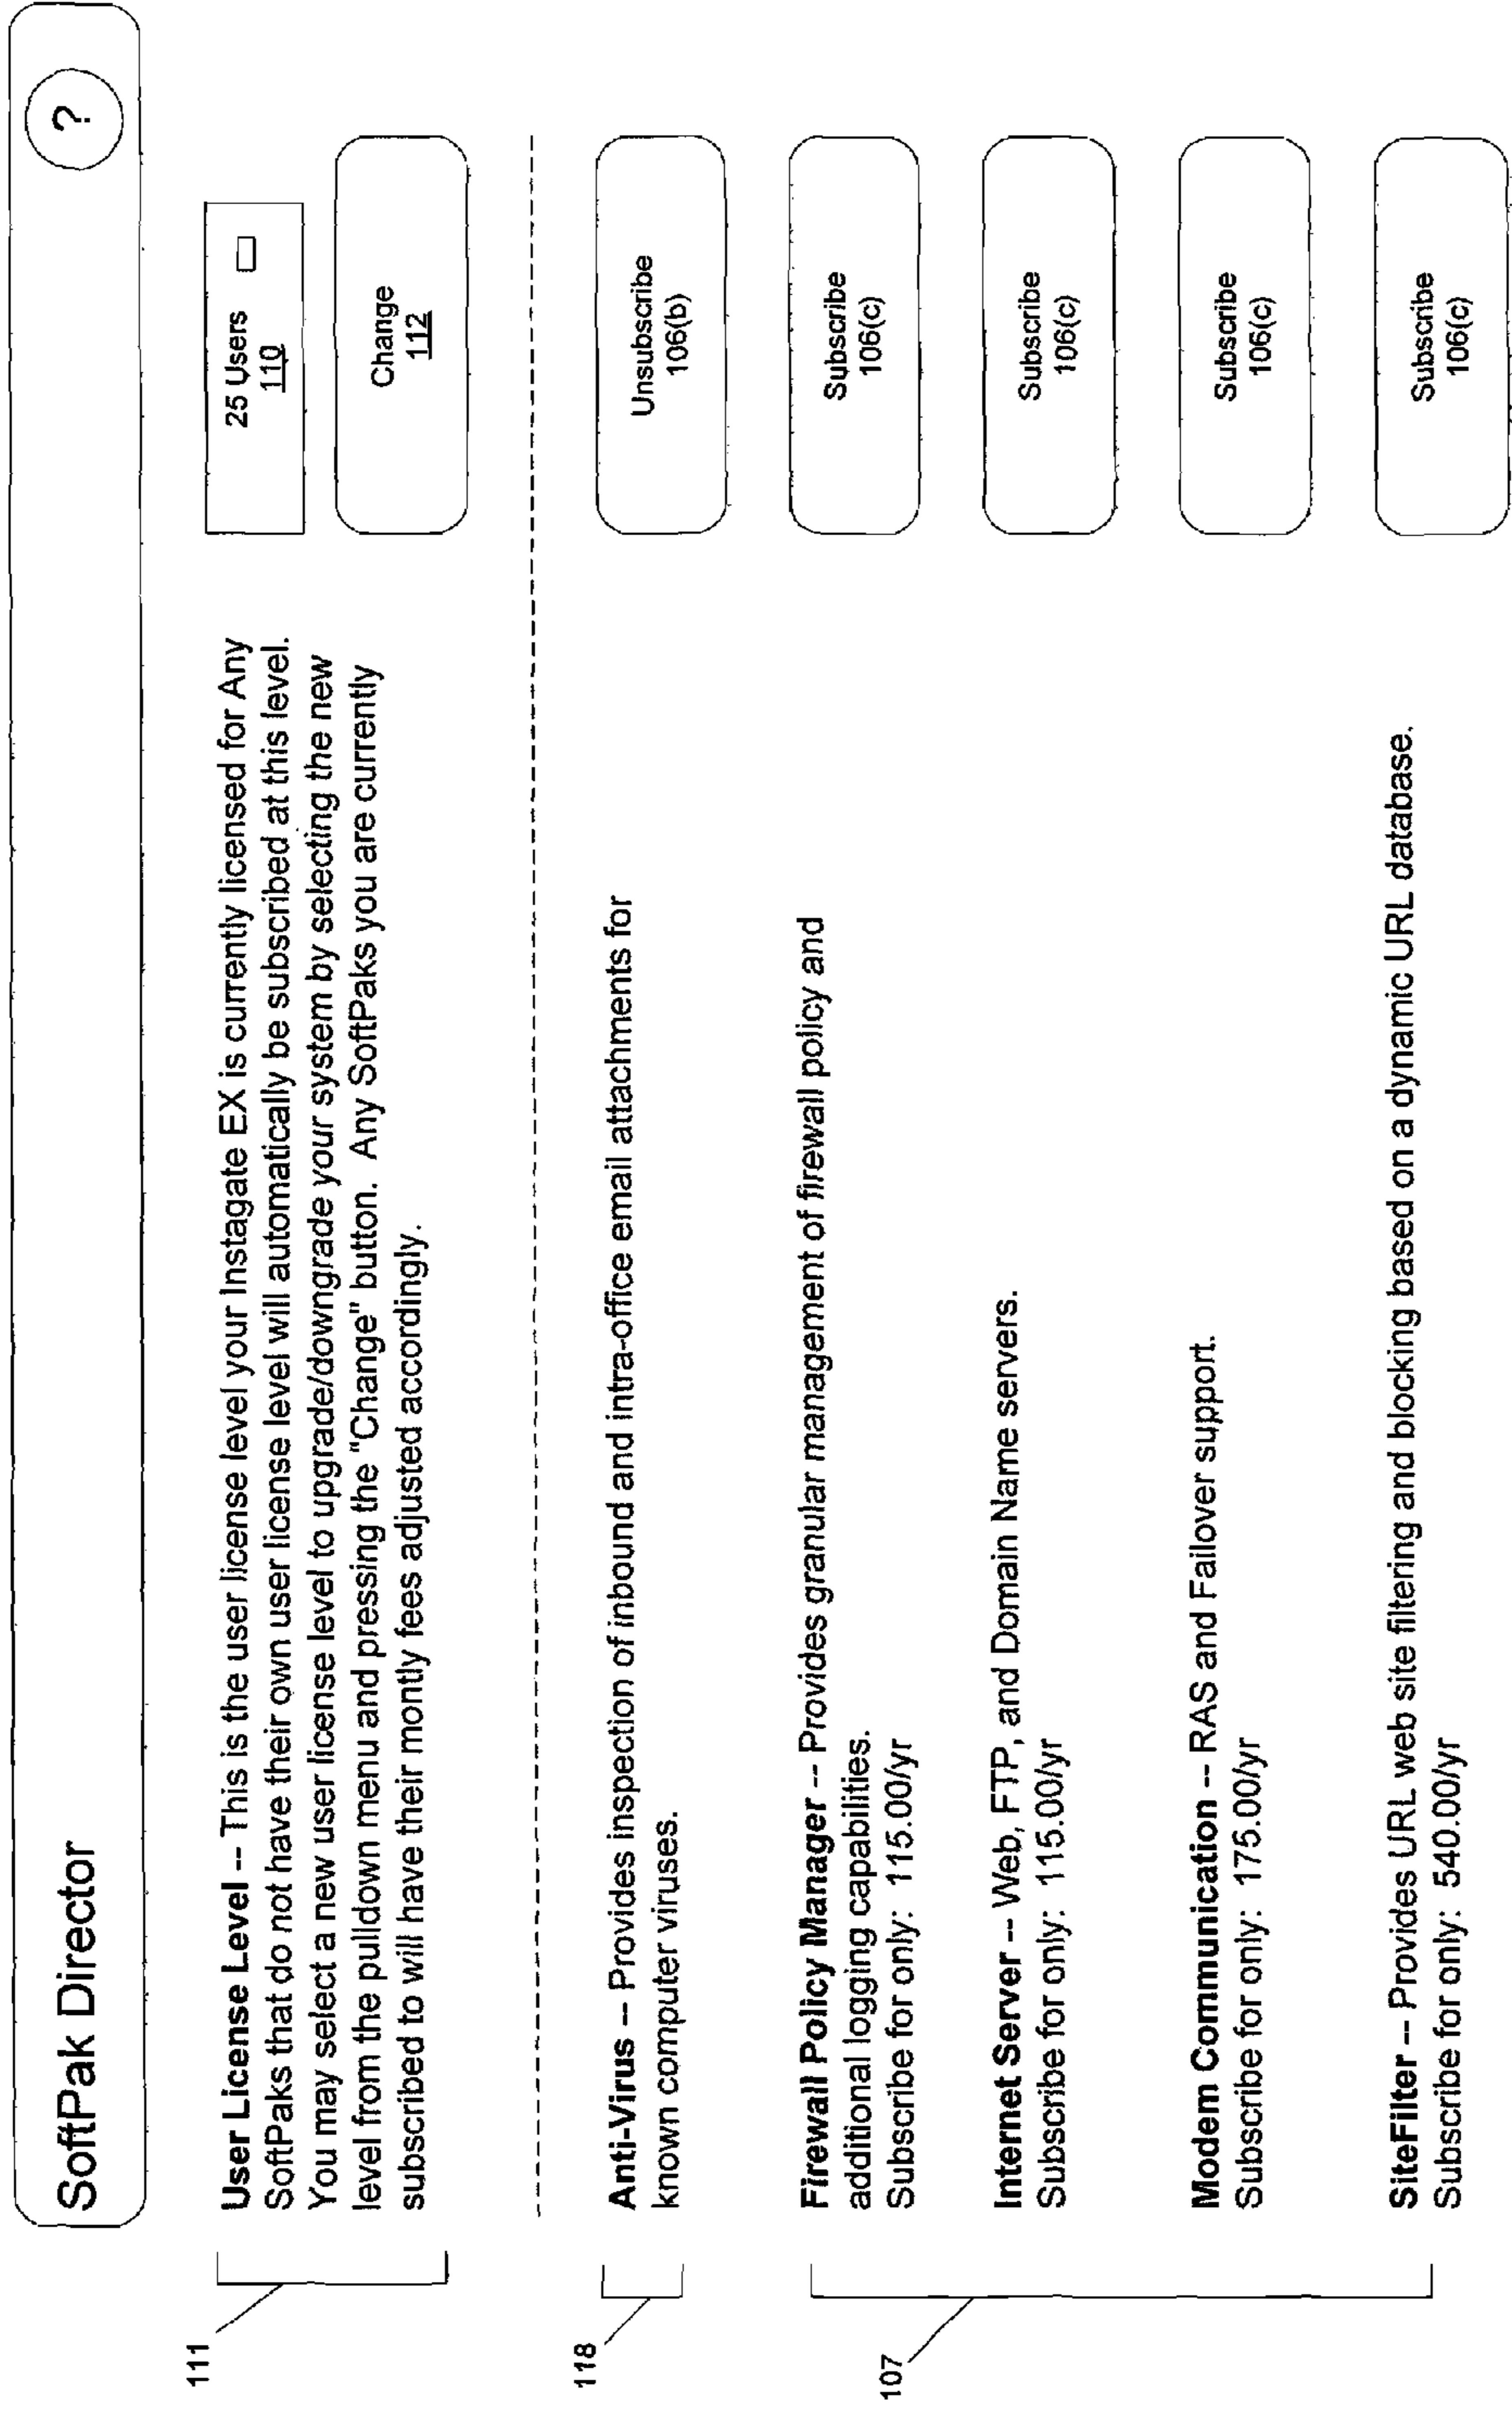 SoftPak Director
?
111
User License Level -- This is the user license level your Instagate EX is currently licensed for Any
SoftPaks that do not have their own user license level will automatically be subscribed at this level.
You may select a new user license level to upgrade/downgrade your system by selecting the new
level from the pulldown menu and pressing the "Change" button. Any SoftPaks you are currently
subscribed to will have their montly fees adjusted accordingly.
25 Users
110
Change
112
118
Anti-Virus -- Provides inspection of inbound and intra-office email attachments for
known computer viruses.
Unsubscribe
106(b)
107
Firewall Policy Manager -- Provides granular management of firewall policy and
additional logging capabilities.
Subscribe for only: 115.00/yr
Subscribe
106(c)
Internet Server -- Web, FTP, and Domain Name servers.
Subscribe for only: 115.00/yr
Subscribe
106(c)
Modem Communication -- RAS and Failover support.
Subscribe for only: 175.00/yr
Subscribe
106(c)
SiteFilter -- Provides URL web site filtering and blocking based on a dynamic URL database.
Subscribe for only: 540.00/yr
Subscribe
106(c)